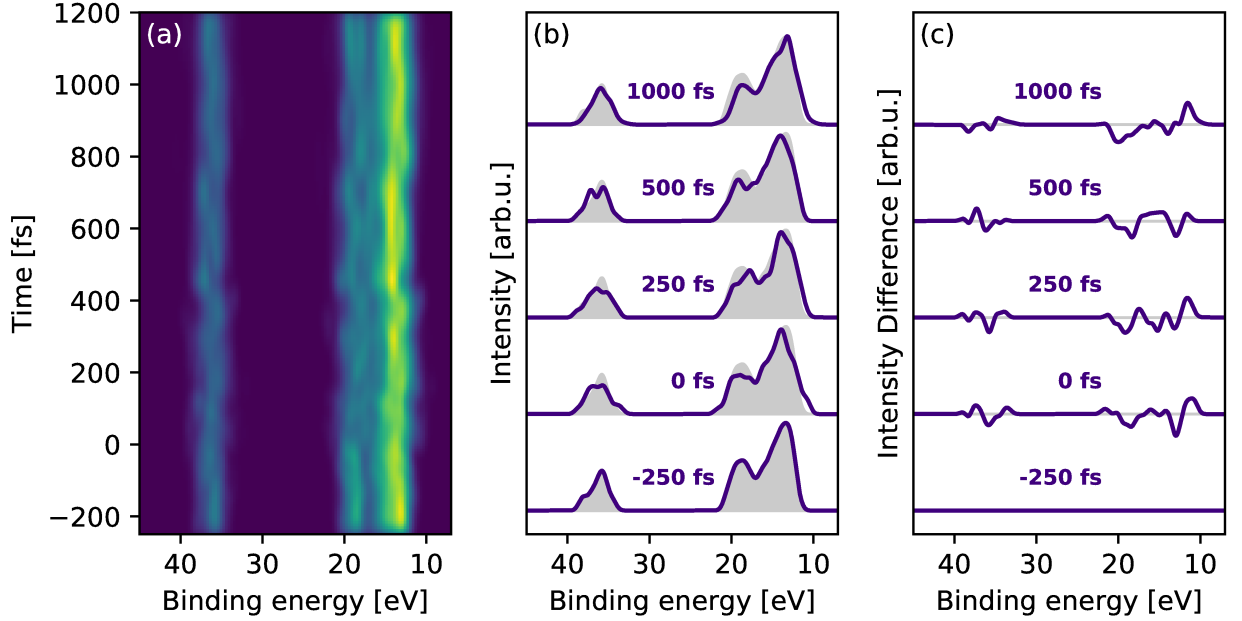 (a)
1200
1000
800
600
400
200
0
−200
Time [fs]
40 30 20 10
Binding energy [eV]
(b)
1000 fs
500 fs
250 fs
0 fs
-250 fs
Intensity [arb.u.]
40 30 20 10
Binding energy [eV]
(c)
1000 fs
500 fs
250 fs
0 fs
-250 fs
Intensity Difference [arb.u.]
40 30 20 10
Binding energy [eV]